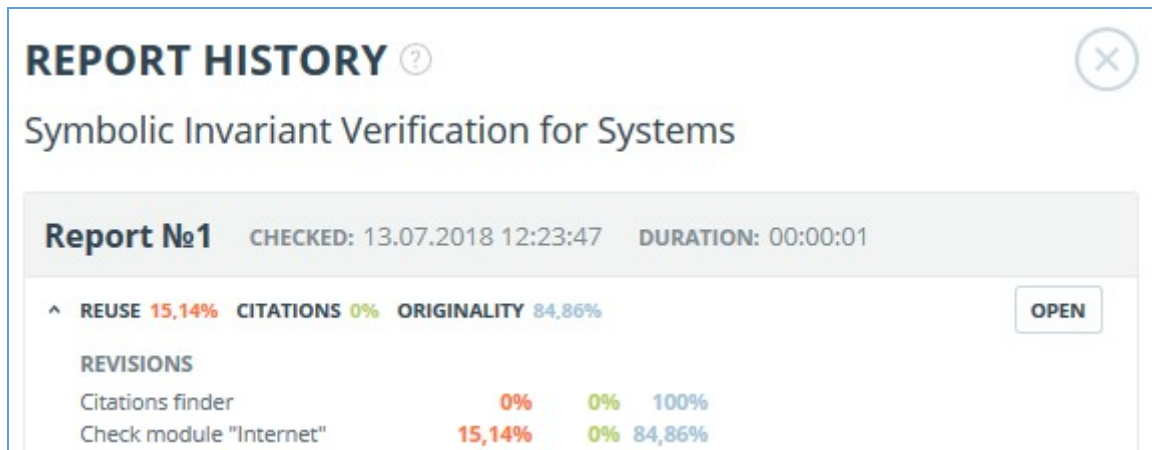 REPORT HISTORY ?
Symbolic Invariant Verification for Systems
Report №1 CHECKED: 13.07.2018 12:23:47 DURATION: 00:00:01
^ REUSE 15,14% CITATIONS 0% ORIGINALITY 84,86% OPEN
REVISIONS
Citations finder 0% 0% 100%
Check module "Internet" 15,14% 0% 84,86%